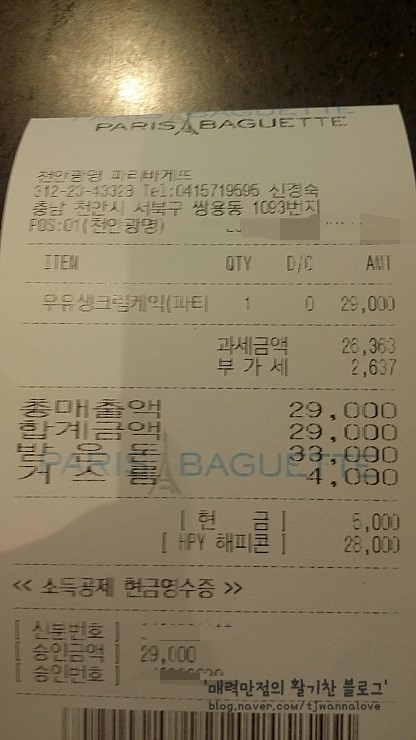 PARIS BAGUETTE
천안광명 파리바게뜨
312-23-43323 Tel:0415719595 신경숙
충남 천안시 서북구 쌍용동 1093번지
POS:01(천안광명)
ITEM QTY D/C AMT
우유생크림케익(파티 1 0 29,000
과세금액 26,363
부 가 세 2,637
총매출액 29,000
합계금액 29,000
받 은 돈 33,000
거 스 름 4,000
PARIS BAGUETTE
[ 현 금 ] 5,000
[ HPY 해피콘 ] 28,000
<< 소득공제 현금영수증 >>
[ 신분번호 ]
[ 승인금액 ] 29,000
[ 승인번호 ]
'매력만점의 활기찬 블로그'
blog.naver.com/tjwannalove